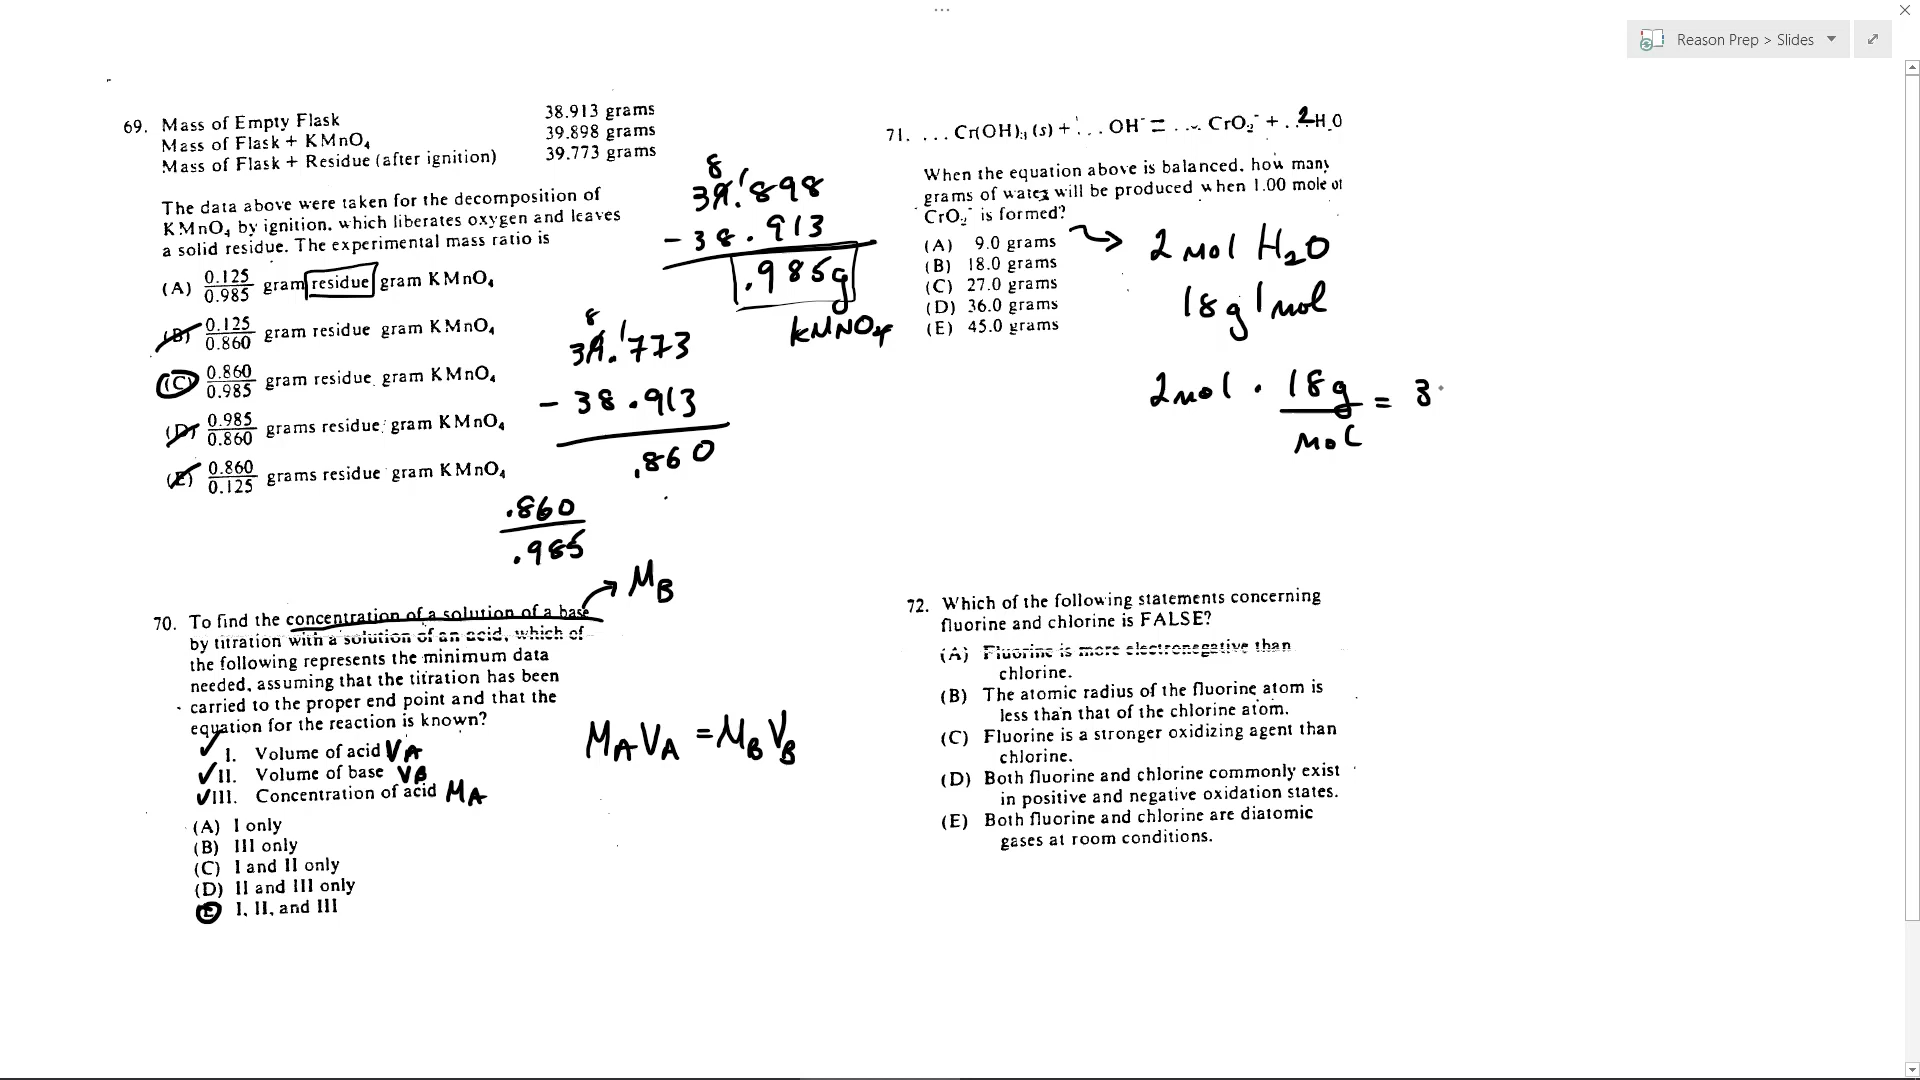 Reason Prep > Slides
69. Mass of Empty Flask 38.913 grams
Mass of Flask + KMnO₄ 39.898 grams
Mass of Flask + Residue (after ignition) 39.773 grams
The data above were taken for the decomposition of
KMnO₄ by ignition, which liberates oxygen and leaves
a solid residue. The experimental mass ratio is
(A) 0.125/0.985 gram residue gram KMnO₄
(B) 0.125/0.860 gram residue gram KMnO₄
(C) 0.860/0.985 gram residue gram KMnO₄
(D) 0.985/0.860 grams residue gram KMnO₄
(E) 0.860/0.125 grams residue gram KMnO₄
8 1
39.898
- 38.913
.985g
KMNO4
8 1
39.773
- 38.913
.860
.860
.985
MB
70. To find the concentration of a solution of a base
by titration with a solution of an acid, which of
the following represents the minimum data
needed, assuming that the titration has been
carried to the proper end point and that the
equation for the reaction is known?
I. Volume of acid VA
II. Volume of base VB
III. Concentration of acid MA
MAVA = MBVB
(A) I only
(B) III only
(C) I and II only
(D) II and III only
(E) I, II, and III
71. ... Cr(OH)₃ (s) + ... OH⁻ = ... CrO₂⁻ + ... 2 H₂O
When the equation above is balanced, how many
grams of water will be produced when 1.00 mole of
CrO₂⁻ is formed?
(A) 9.0 grams
(B) 18.0 grams
(C) 27.0 grams
(D) 36.0 grams
(E) 45.0 grams
2 mol H2O
18g/mol
2mol · 18g/mol = 3
72. Which of the following statements concerning
fluorine and chlorine is FALSE?
(A) Fluorine is more electronegative than
chlorine.
(B) The atomic radius of the fluorine atom is
less than that of the chlorine atom.
(C) Fluorine is a stronger oxidizing agent than
chlorine.
(D) Both fluorine and chlorine commonly exist
in positive and negative oxidation states.
(E) Both fluorine and chlorine are diatomic
gases at room conditions.